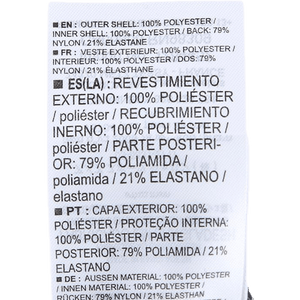 EN: OUTER SHELL: 100% POLYESTER /
INNER SHELL: 100% POLYESTER / BACK: 79%
NYLON / 21% ELASTANE
FR: VESTE EXTERIEUR: 100% POLYESTER /
INTERIEUR: 100% POLYESTER / DOS: 79%
NYLON / 21% ELASTANE
ES(LA): REVESTIMIENTO
EXTERNO: 100% POLIÉSTER
/ poliéster / RECUBRIMIENTO
INERNO: 100% POLIÉSTER /
poliéster / PARTE POSTERI-
OR: 79% POLIAMIDA /
poliamida / 21% ELASTANO /
elastano
PT: CAPA EXTERIOR: 100%
POLIÉSTER / PROTEÇÃO INTERNA:
100% POLIÉSTER / PARTE
POSTERIOR: 79% POLIAMIDA / 21%
ELASTANO
DE: AUSSEN MATERIAL: 100% POLYESTER /
INNEN MATERIAL: 100% POLYESTER /
RÜCKEN: 79% NYLON / 21% ELASTHAN